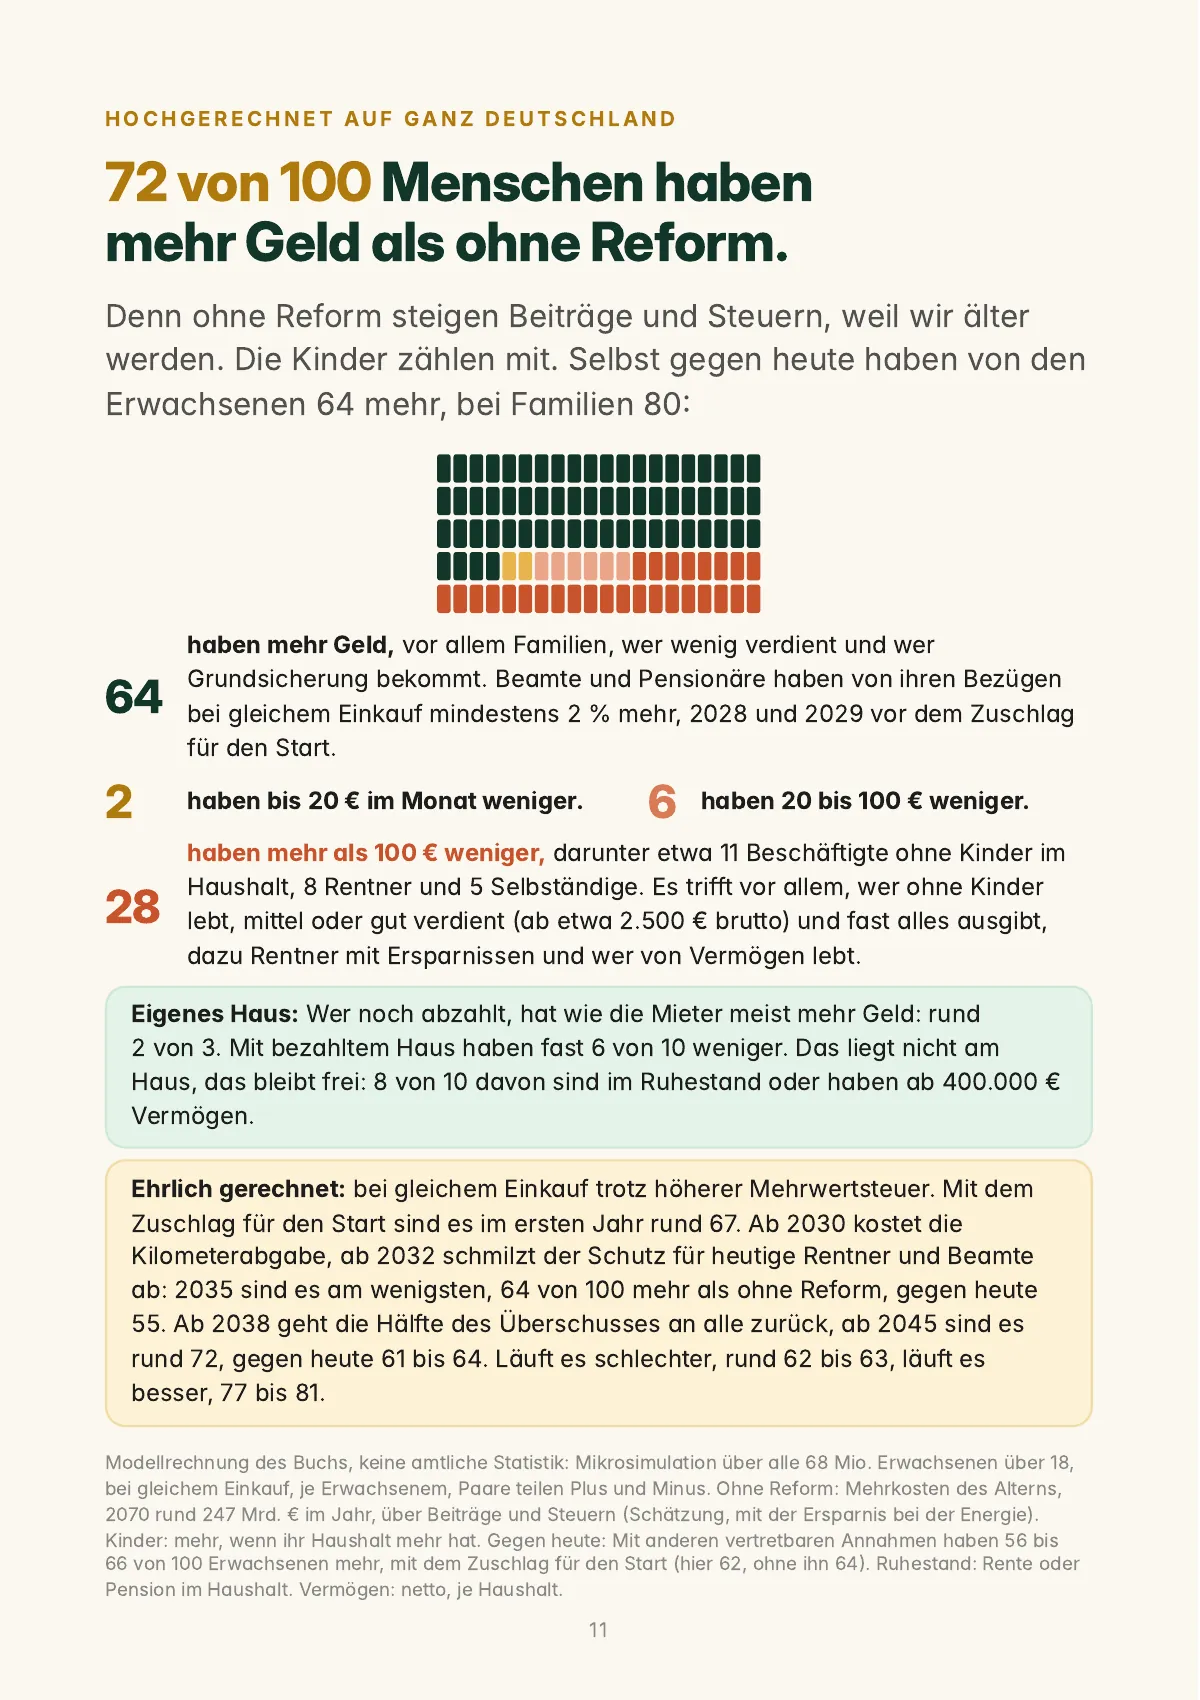 HOCHGERECHNET AUF GANZ DEUTSCHLAND
72 von 100 Menschen haben
mehr Geld als ohne Reform.
Denn ohne Reform steigen Beiträge und Steuern, weil wir älter
werden. Die Kinder zählen mit. Selbst gegen heute haben von den
Erwachsenen 64 mehr, bei Familien 80:
64
haben mehr Geld, vor allem Familien, wer wenig verdient und wer
Grundsicherung bekommt. Beamte und Pensionäre haben von ihren Bezügen
bei gleichem Einkauf mindestens 2 % mehr, 2028 und 2029 vor dem Zuschlag
für den Start.
2 haben bis 20 € im Monat weniger.
6 haben 20 bis 100 € weniger.
28
haben mehr als 100 € weniger, darunter etwa 11 Beschäftigte ohne Kinder im
Haushalt, 8 Rentner und 5 Selbständige. Es trifft vor allem, wer ohne Kinder
lebt, mittel oder gut verdient (ab etwa 2.500 € brutto) und fast alles ausgibt,
dazu Rentner mit Ersparnissen und wer von Vermögen lebt.
Eigenes Haus: Wer noch abzahlt, hat wie die Mieter meist mehr Geld: rund
2 von 3. Mit bezahltem Haus haben fast 6 von 10 weniger. Das liegt nicht am
Haus, das bleibt frei: 8 von 10 davon sind im Ruhestand oder haben ab 400.000 €
Vermögen.
Ehrlich gerechnet: bei gleichem Einkauf trotz höherer Mehrwertsteuer. Mit dem
Zuschlag für den Start sind es im ersten Jahr rund 67. Ab 2030 kostet die
Kilometerabgabe, ab 2032 schmilzt der Schutz für heutige Rentner und Beamte
ab: 2035 sind es am wenigsten, 64 von 100 mehr als ohne Reform, gegen heute
55. Ab 2038 geht die Hälfte des Überschusses an alle zurück, ab 2045 sind es
rund 72, gegen heute 61 bis 64. Läuft es schlechter, rund 62 bis 63, läuft es
besser, 77 bis 81.
Modellrechnung des Buchs, keine amtliche Statistik: Mikrosimulation über alle 68 Mio. Erwachsenen über 18,
bei gleichem Einkauf, je Erwachsenem, Paare teilen Plus und Minus. Ohne Reform: Mehrkosten des Alterns,
2070 rund 247 Mrd. € im Jahr, über Beiträge und Steuern (Schätzung, mit der Ersparnis bei der Energie).
Kinder: mehr, wenn ihr Haushalt mehr hat. Gegen heute: Mit anderen vertretbaren Annahmen haben 56 bis
66 von 100 Erwachsenen mehr, mit dem Zuschlag für den Start (hier 62, ohne ihn 64). Ruhestand: Rente oder
Pension im Haushalt. Vermögen: netto, je Haushalt.
11